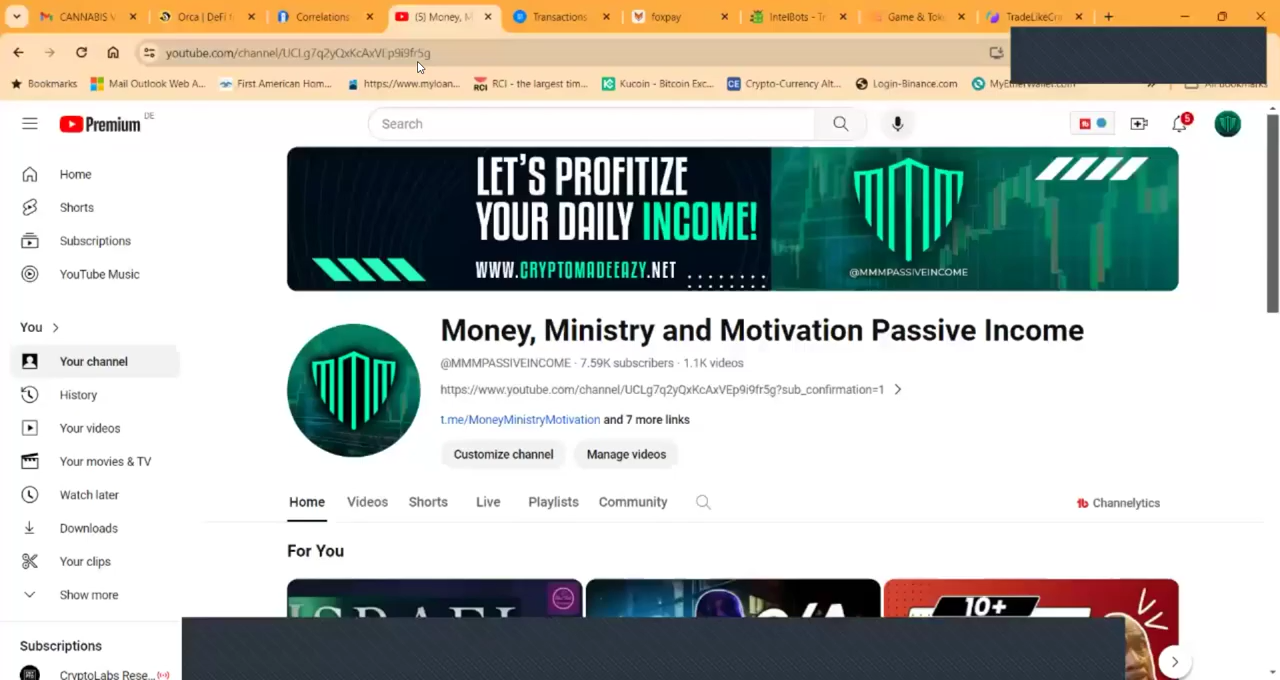 CANNABIS
Orca | DeFi f
Correlations
(5) Money, M
Transactions
foxpay
IntelBots - Tr
Game & Tok
TradeLikeCra
youtube.com/channel/UCLg7q2yQxKcAxVEp9i9fr5g
Bookmarks
Mail Outlook Web A...
First American Hom...
https://www.myloan...
RCI - the largest tim...
Kucoin - Bitcoin Exc...
Crypto-Currency Alt...
Login-Binance.com
MyEtherWallet.com
All Bookmarks
Premium
DE
Search
5
Home
Shorts
Subscriptions
YouTube Music
You
Your channel
History
Your videos
Your movies & TV
Watch later
Downloads
Your clips
Show more
Subscriptions
CryptoLabs Rese...
LET'S PROFITIZE
YOUR DAILY INCOME!
WWW.CRYPTOMADEEAZY.NET
@MMMPASSIVEINCOME
Money, Ministry and Motivation Passive Income
@MMMPASSIVEINCOME · 7.59K subscribers · 1.1K videos
https://www.youtube.com/channel/UCLg7q2yQxKcAxVEp9i9fr5g?sub_confirmation=1
t.me/MoneyMinistryMotivation and 7 more links
Customize channel
Manage videos
Home
Videos
Shorts
Live
Playlists
Community
Channelytics
For You
ISRAEL
10+